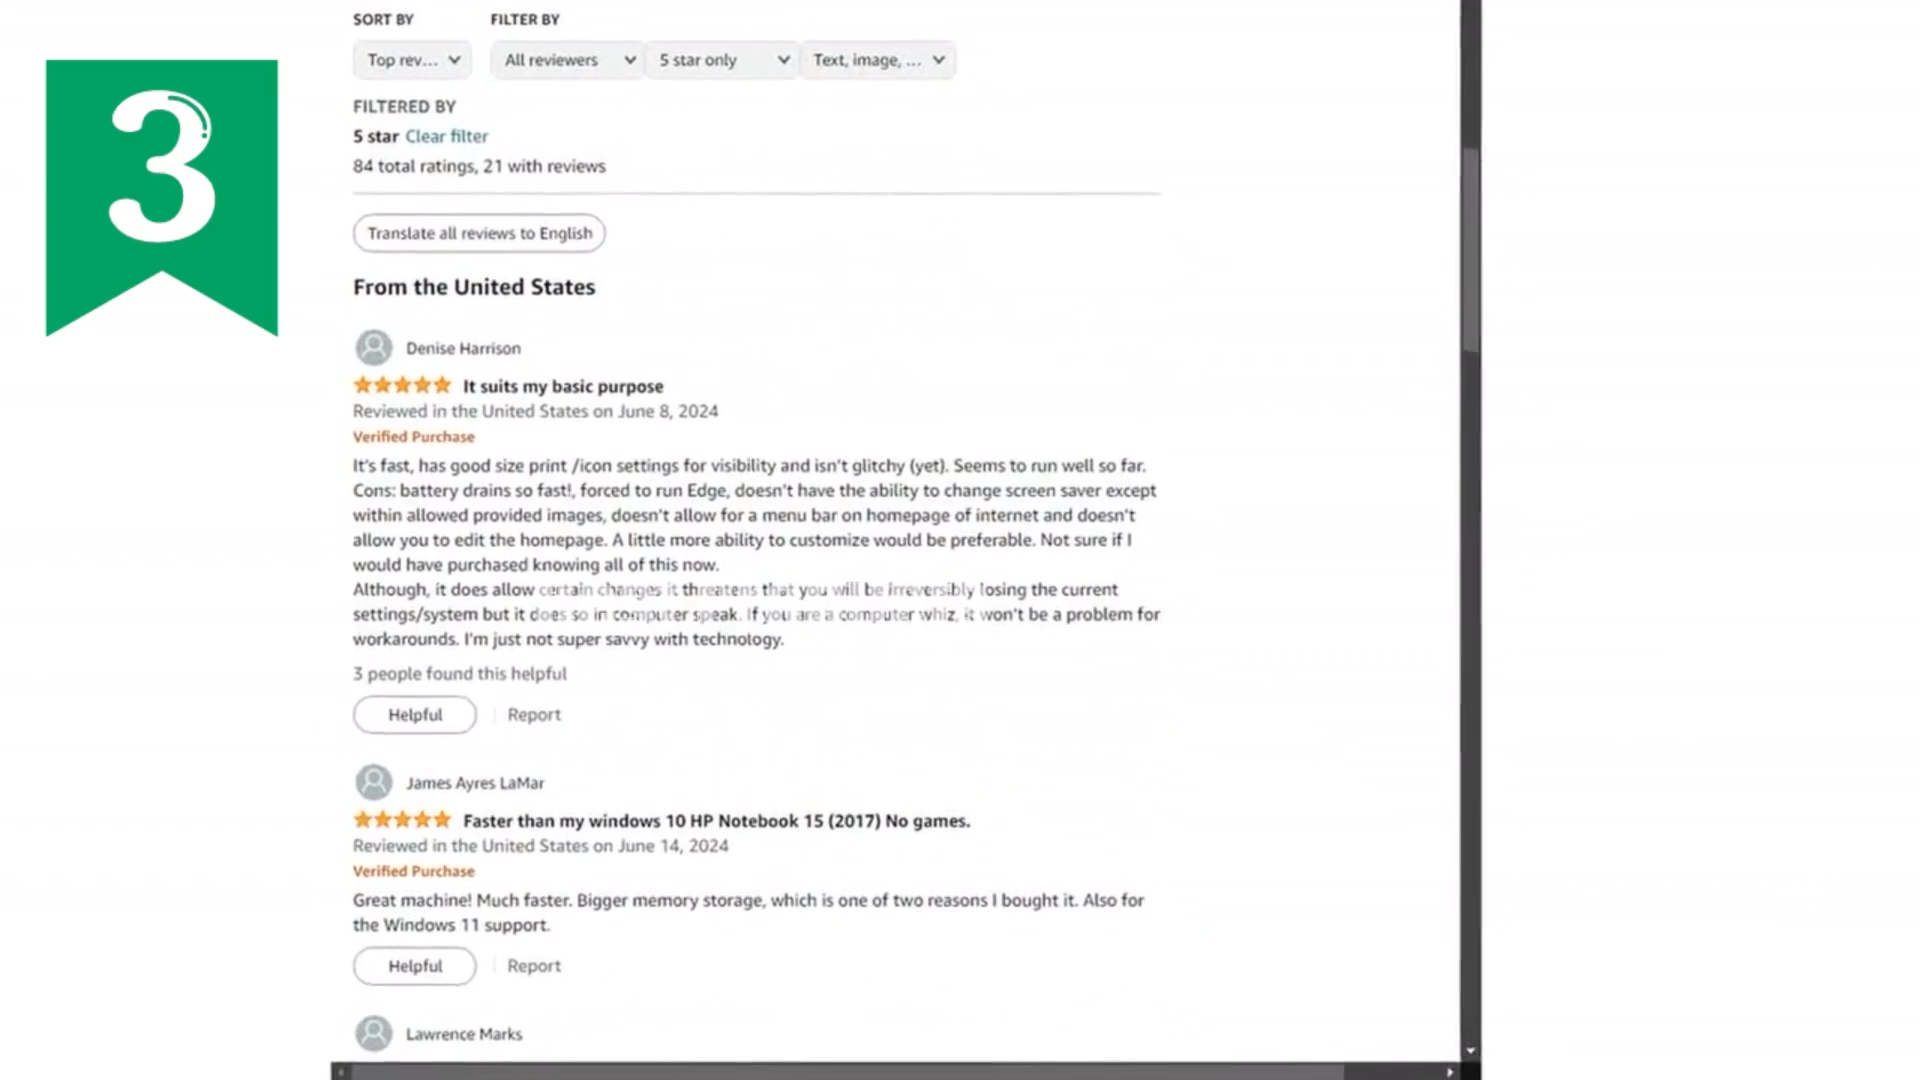 3
SORT BY
FILTER BY
Top rev...
All reviewers
5 star only
Text, image, ...
FILTERED BY
5 star Clear filter
84 total ratings, 21 with reviews
Translate all reviews to English
From the United States
Denise Harrison
It suits my basic purpose
Reviewed in the United States on June 8, 2024
Verified Purchase
It's fast, has good size print /icon settings for visibility and isn't glitchy (yet). Seems to run well so far.
Cons: battery drains so fast!, forced to run Edge, doesn't have the ability to change screen saver except
within allowed provided images, doesn't allow for a menu bar on homepage of internet and doesn't
allow you to edit the homepage. A little more ability to customize would be preferable. Not sure if I
would have purchased knowing all of this now.
Although, it does allow certain changes it threatens that you will be irreversibly losing the current
settings/system but it does so in computer speak. If you are a computer whiz, it won't be a problem for
workarounds. I'm just not super savvy with technology.
3 people found this helpful
Helpful
Report
James Ayres LaMar
Faster than my windows 10 HP Notebook 15 (2017) No games.
Reviewed in the United States on June 14, 2024
Verified Purchase
Great machine! Much faster. Bigger memory storage, which is one of two reasons I bought it. Also for
the Windows 11 support.
Helpful
Report
Lawrence Marks